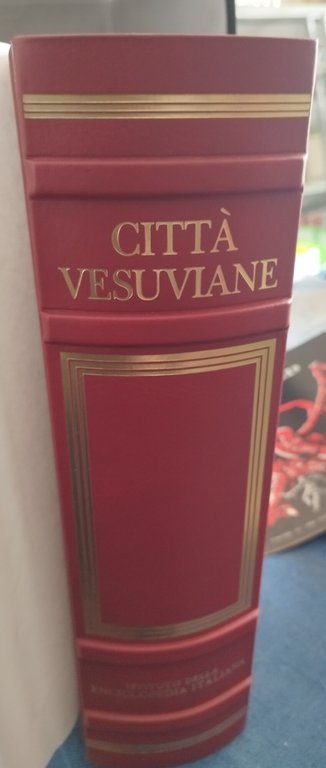 CITTÀ
VESUVIANE
ISTITUTO DELLA
ENCICLOPEDIA ITALIANA